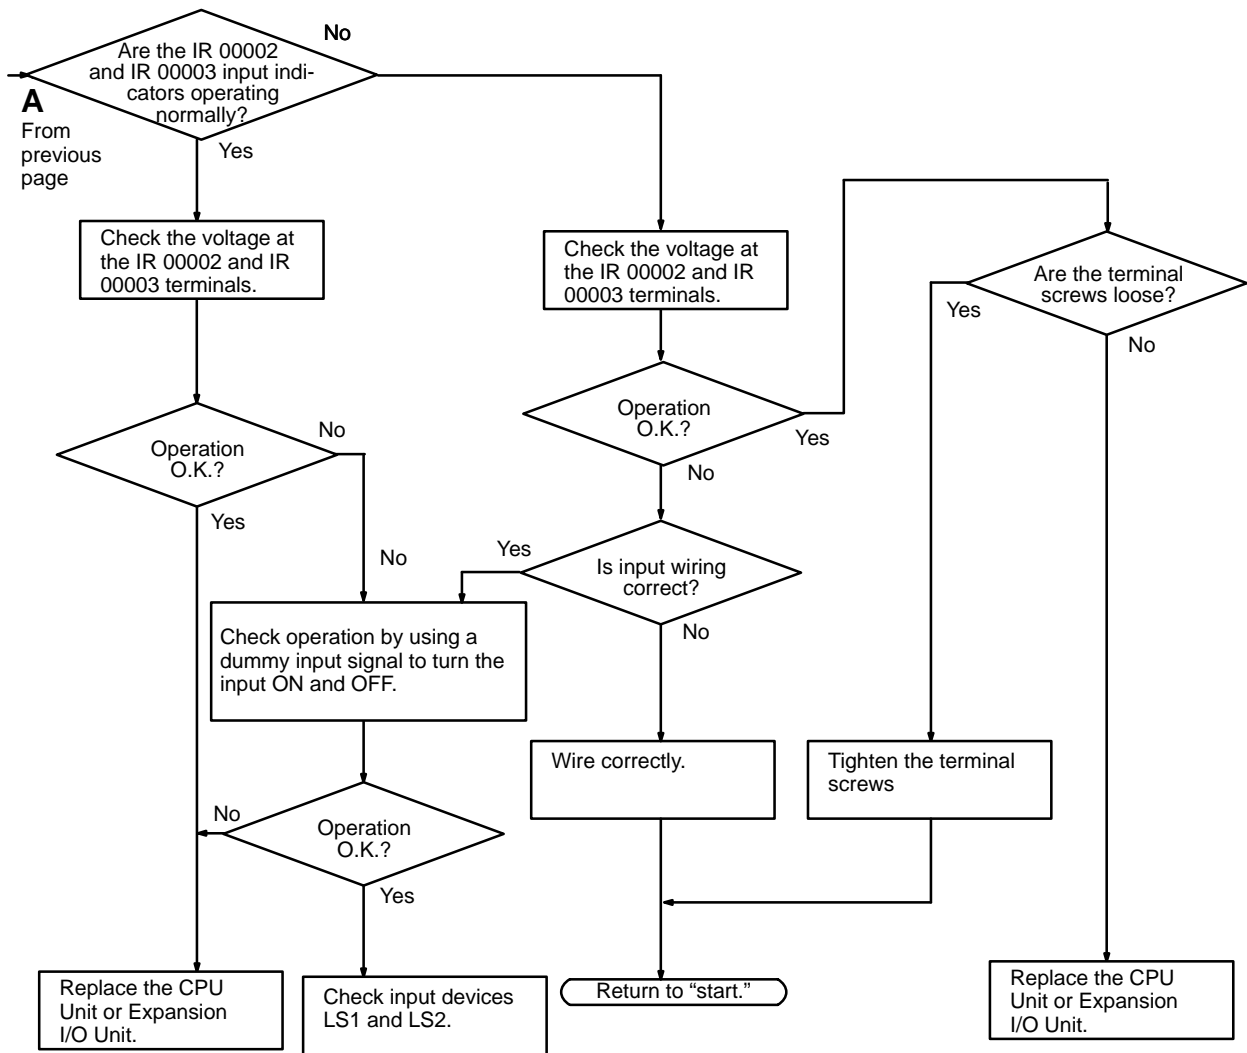 No
Are the IR 00002
and IR 00003 input indi-
cators operating
normally?
A
From
previous
page
Yes
Check the voltage at
the IR 00002 and IR
00003 terminals.
Check the voltage at
the IR 00002 and IR
00003 terminals.
Are the terminal
screws loose?
Yes
No
Operation
O.K.?
Yes
No
Operation
O.K.?
No
Yes
No
Is input wiring
correct?
Yes
No
Check operation by using a
dummy input signal to turn the
input ON and OFF.
Wire correctly.
Tighten the terminal
screws
Operation
O.K.?
No
Yes
Replace the CPU
Unit or Expansion
I/O Unit.
Check input devices
LS1 and LS2.
Return to “start.”
Replace the CPU
Unit or Expansion
I/O Unit.